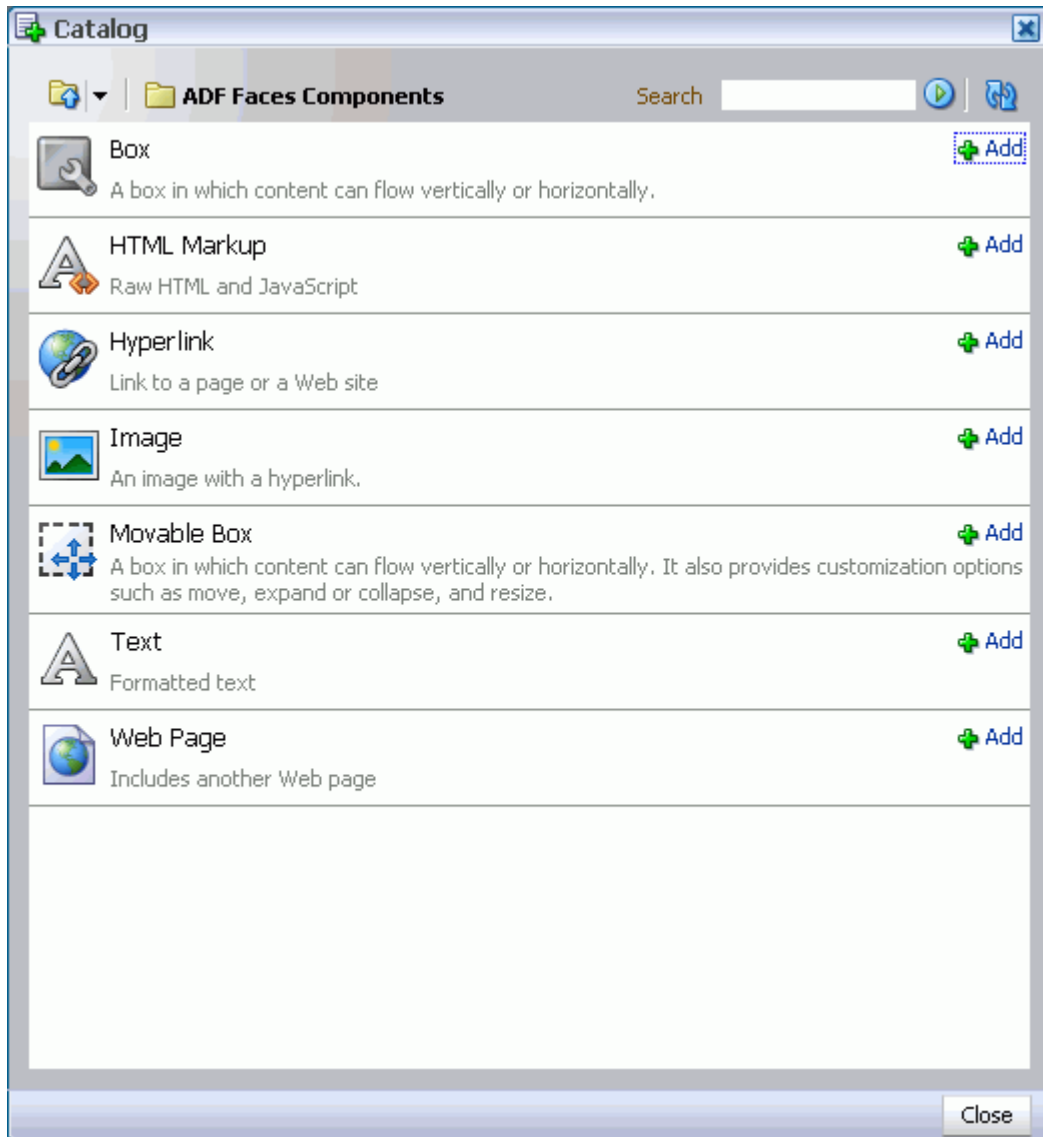 Catalog
ADF Faces Components Search
Box Add
A box in which content can flow vertically or horizontally.
HTML Markup Add
Raw HTML and JavaScript
Hyperlink Add
Link to a page or a Web site
Image Add
An image with a hyperlink.
Movable Box Add
A box in which content can flow vertically or horizontally. It also provides customization options
such as move, expand or collapse, and resize.
Text Add
Formatted text
Web Page Add
Includes another Web page
Close